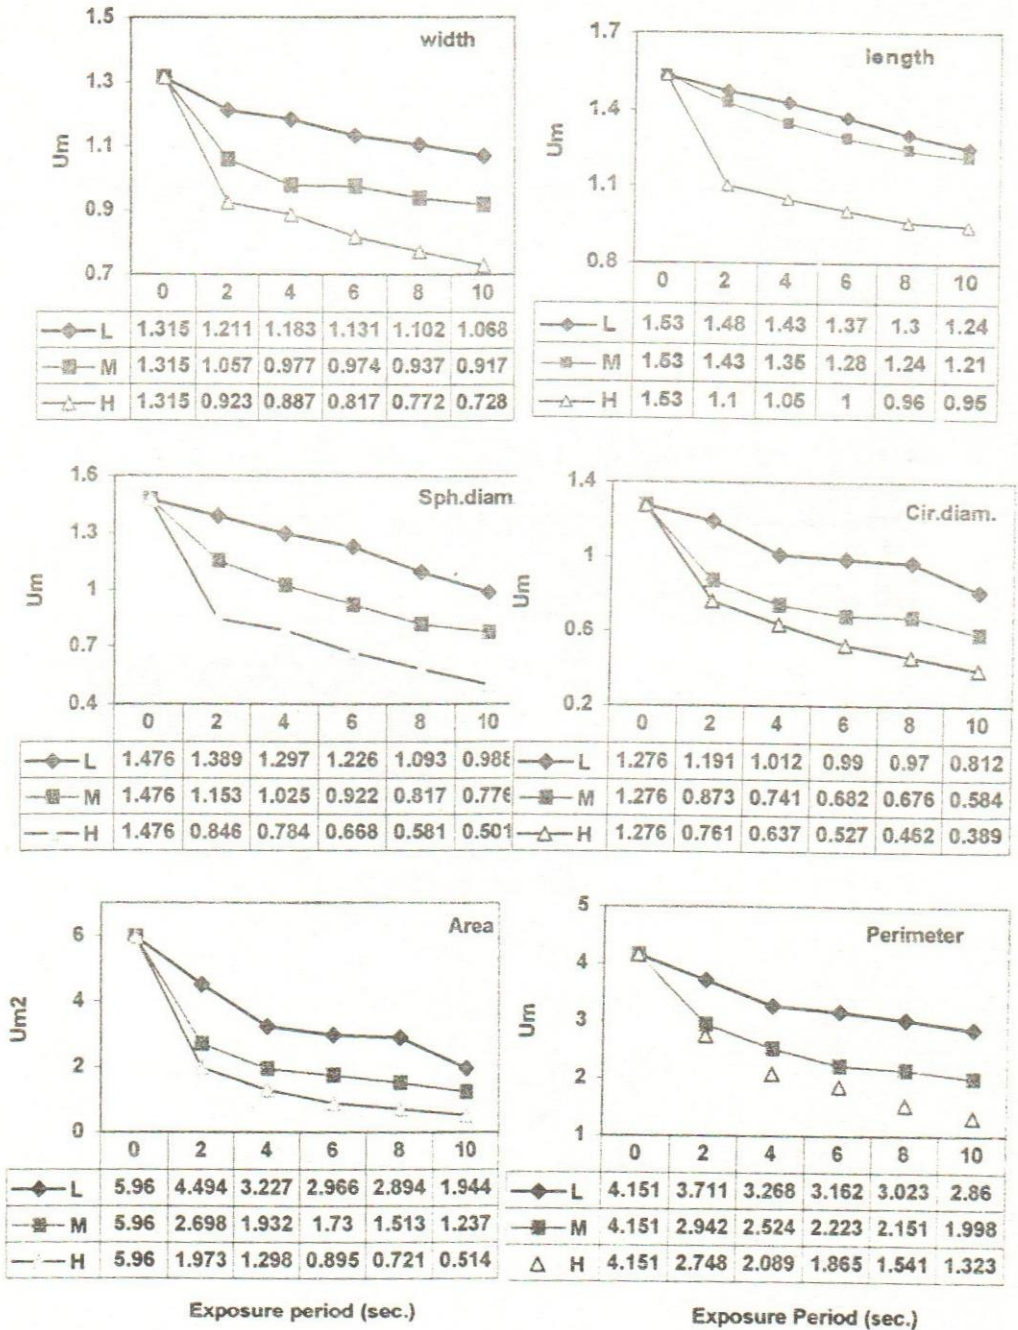 width
Um
1.5
1.3
1.1
0.9
0.7
0 2 4 6 8 10
L 1.315 1.211 1.183 1.131 1.102 1.068
M 1.315 1.057 0.977 0.974 0.937 0.917
H 1.315 0.923 0.887 0.817 0.772 0.728
length
Um
1.7
1.4
1.1
0.8
0 2 4 6 8 10
L 1.53 1.48 1.43 1.37 1.3 1.24
M 1.53 1.43 1.35 1.28 1.24 1.21
H 1.53 1.1 1.05 1 0.96 0.95
Sph.diam
Um
1.6
1.3
1
0.7
0.4
0 2 4 6 8 10
L 1.476 1.389 1.297 1.226 1.093 0.988
M 1.476 1.153 1.025 0.922 0.817 0.776
H 1.476 0.846 0.784 0.668 0.581 0.501
Cir.diam.
Um
1.4
1
0.6
0.2
0 2 4 6 8 10
L 1.276 1.191 1.012 0.99 0.97 0.812
M 1.276 0.873 0.741 0.682 0.676 0.584
H 1.276 0.761 0.637 0.527 0.462 0.389
Area
Um2
6
4
2
0
0 2 4 6 8 10
L 5.96 4.494 3.227 2.966 2.894 1.944
M 5.96 2.698 1.932 1.73 1.513 1.237
H 5.96 1.973 1.298 0.895 0.721 0.514
Exposure period (sec.)
Perimeter
Um
5
4
3
2
1
0 2 4 6 8 10
L 4.151 3.711 3.268 3.162 3.023 2.86
M 4.151 2.942 2.524 2.223 2.151 1.998
H 4.151 2.748 2.089 1.865 1.541 1.323
Exposure Period (sec.)